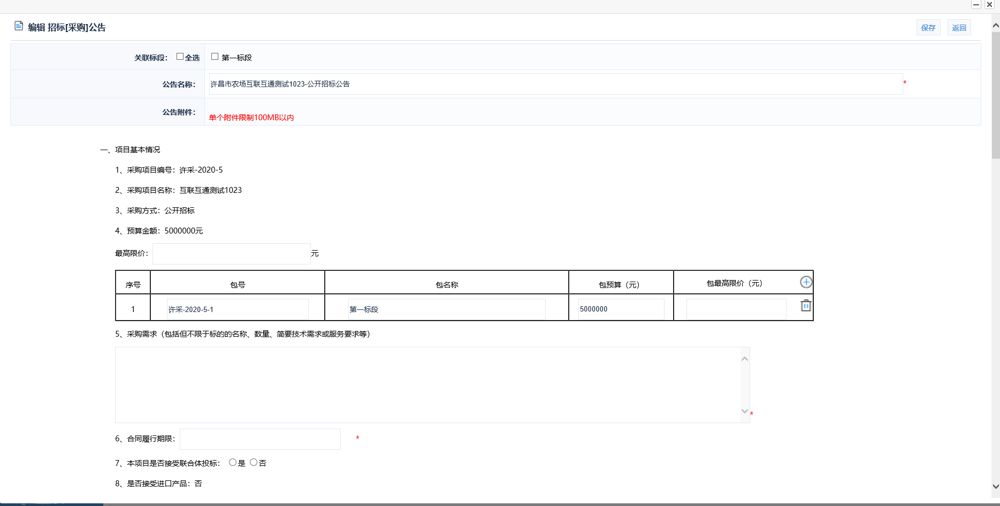 编辑 招标[采购]公告
保存 返回
关联标段： 全选 第一标段
公告名称： 许昌市农场互联互通测试1023-公开招标公告 *
公告附件：
单个附件限制100MB以内
一、项目基本情况
1、采购项目编号：许采-2020-5
2、采购项目名称：互联互通测试1023
3、采购方式：公开招标
4、预算金额：5000000元
最高限价： 元
序号 包号 包名称 包预算（元） 包最高限价（元）
1 许采-2020-5-1 第一标段 5000000
5、采购需求（包括但不限于标的的名称、数量、简要技术需求或服务要求等）
*
6、合同履行期限： *
7、本项目是否接受联合体投标： 是 否
8、是否接受进口产品：否